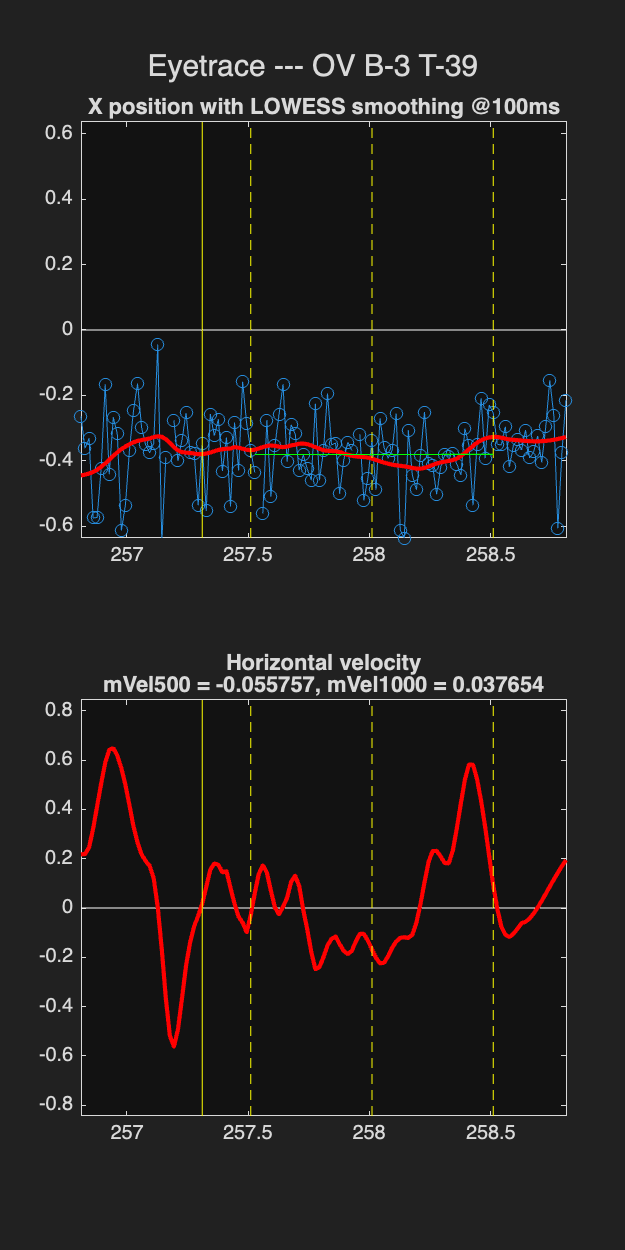 Eyetrace --- OV B-3 T-39
X position with LOWESS smoothing @100ms
0.6
0.4
0.2
0
-0.2
-0.4
-0.6
257 257.5 258 258.5
Horizontal velocity
mVel500 = -0.055757, mVel1000 = 0.037654
0.8
0.6
0.4
0.2
0
-0.2
-0.4
-0.6
-0.8
257 257.5 258 258.5